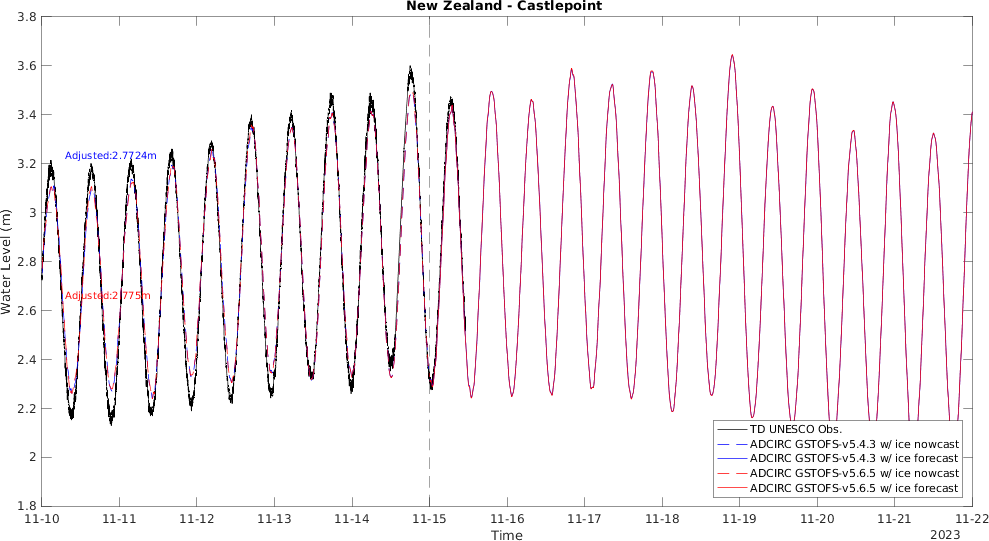 New Zealand - Castlepoint
3.8
3.6
3.4
3.2
3
2.8
2.6
2.4
2.2
2
1.8
Water Level (m)
Adjusted:2.7724m
Adjusted:2.775m
TD UNESCO Obs.
ADCIRC GSTOFS-v5.4.3 w/ ice nowcast
ADCIRC GSTOFS-v5.4.3 w/ ice forecast
ADCIRC GSTOFS-v5.6.5 w/ ice nowcast
ADCIRC GSTOFS-v5.6.5 w/ ice forecast
11-10 11-11 11-12 11-13 11-14 11-15 11-16 11-17 11-18 11-19 11-20 11-21 11-22
Time
2023